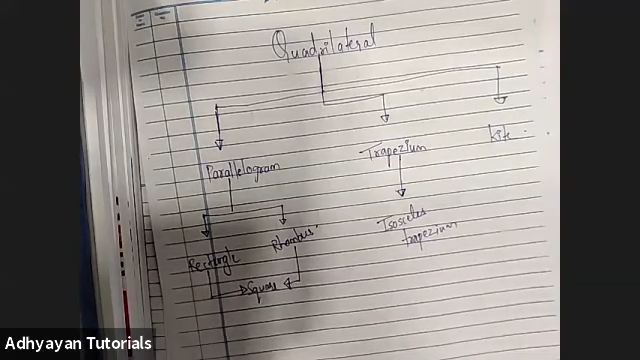 Quadrilateral
Parallelogram
Trapezium
Kite
Rectangle
Rhombus
Isosceles
trapezium
Square
Adhyayan Tutorials